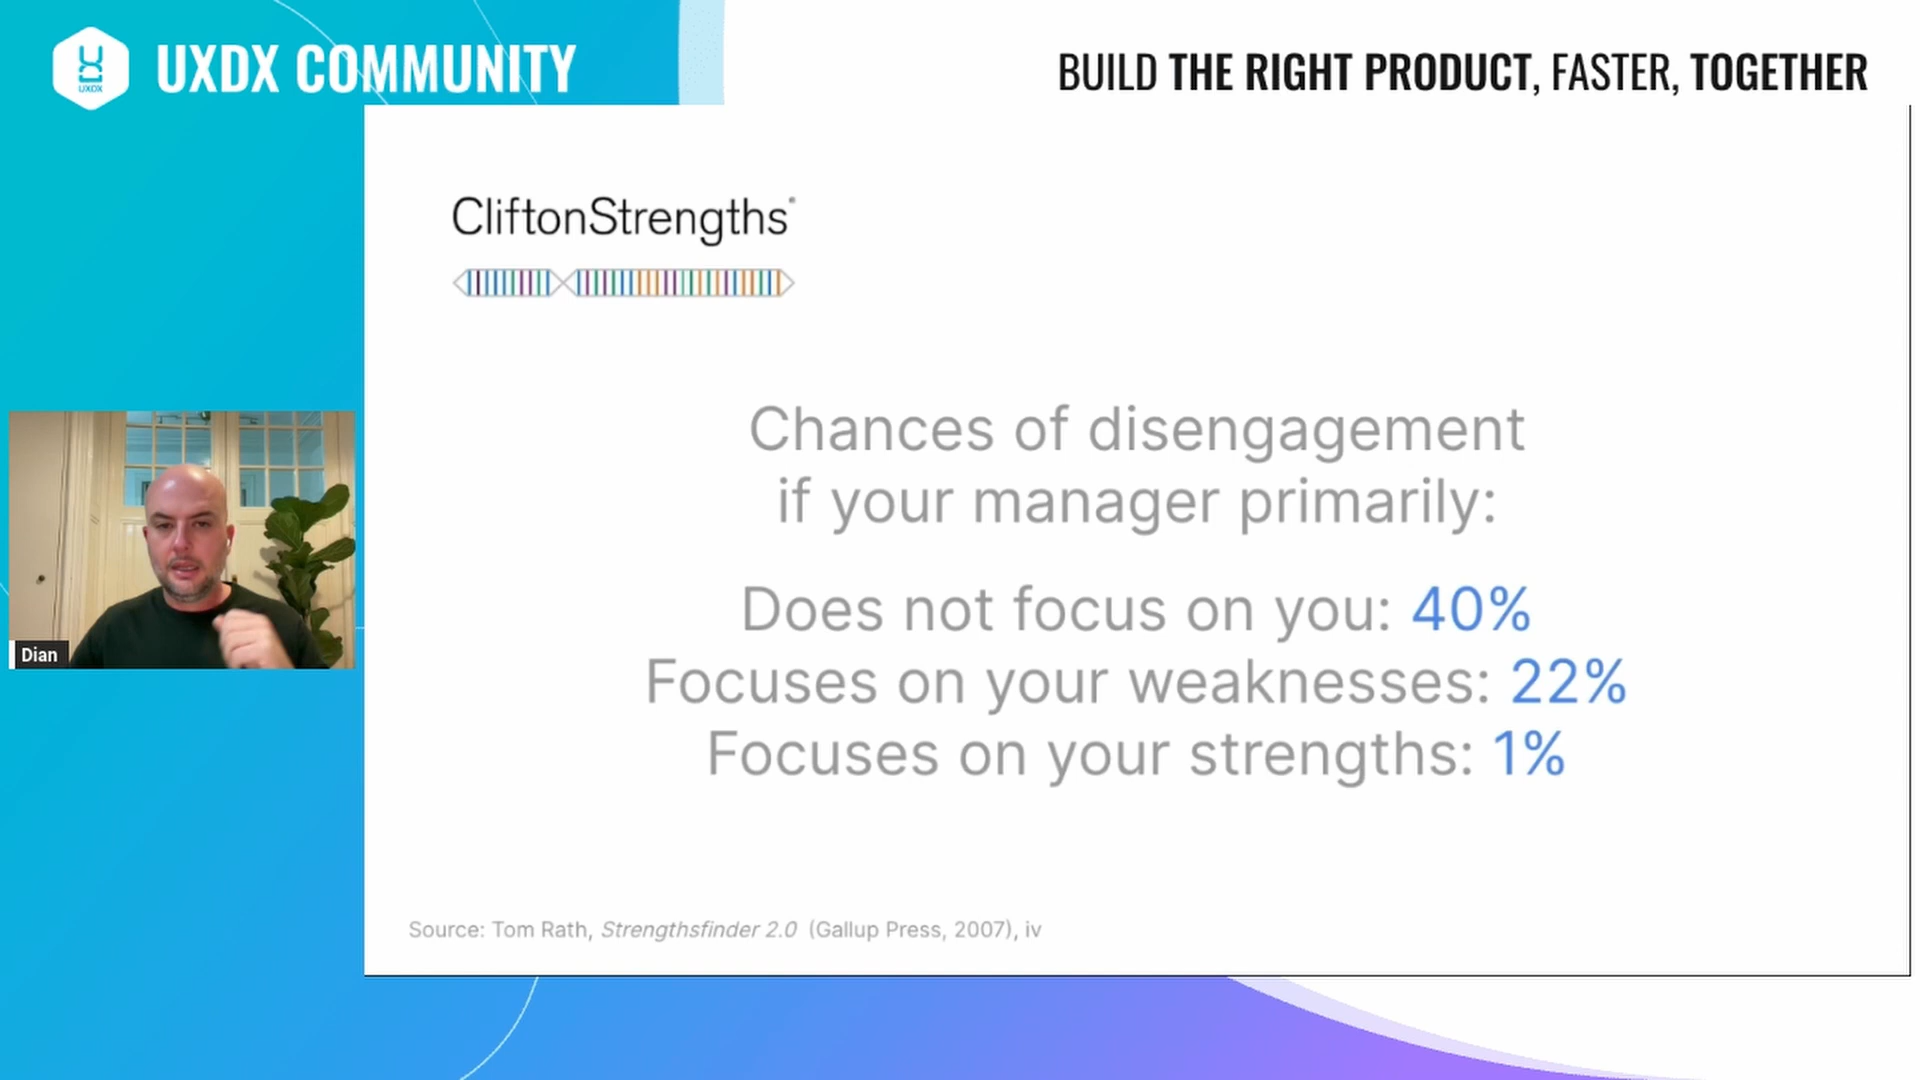 UXDX
UXDX COMMUNITY
BUILD THE RIGHT PRODUCT, FASTER, TOGETHER
CliftonStrengths®
Chances of disengagement
if your manager primarily:
Does not focus on you: 40%
Focuses on your weaknesses: 22%
Focuses on your strengths: 1%
Dian
Source: Tom Rath, Strengthsfinder 2.0 (Gallup Press, 2007), iv